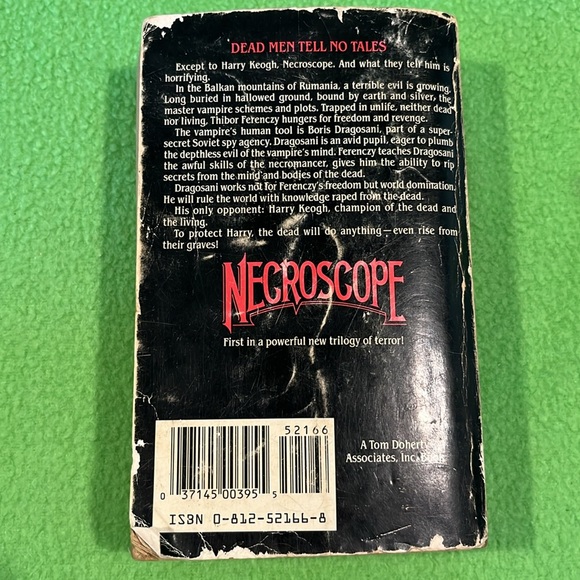 DEAD MEN TELL NO TALES
Except to Harry Keogh, Necroscope. And what they tell him is
horrifying.
In the Balkan mountains of Rumania, a terrible evil is growing.
Long buried in hallowed ground, bound by earth and silver, the
master vampire schemes and plots. Trapped in unlife, neither dead
nor living, Thibor Ferenczy hungers for freedom and revenge.
The vampire's human tool is Boris Dragosani, part of a super-
secret Soviet spy agency. Dragosani is an avid pupil, eager to plumb
the depthless evil of the vampire's mind. Ferenczy teaches Dragosani
the awful skills of the necromancer, gives him the ability to rip
secrets from the mind and bodies of the dead.
Dragosani works not for Ferenczy's freedom but world domination.
He will rule the world with knowledge raped from the dead.
His only opponent: Harry Keogh, champion of the dead and
the living.
To protect Harry, the dead will do anything—even rise from
their graves!
NECROSCOPE
First in a powerful new trilogy of terror!
52166
A Tom Doherty
Associates, Inc.
0 37145 00395 5
ISBN 0-812-52166-8